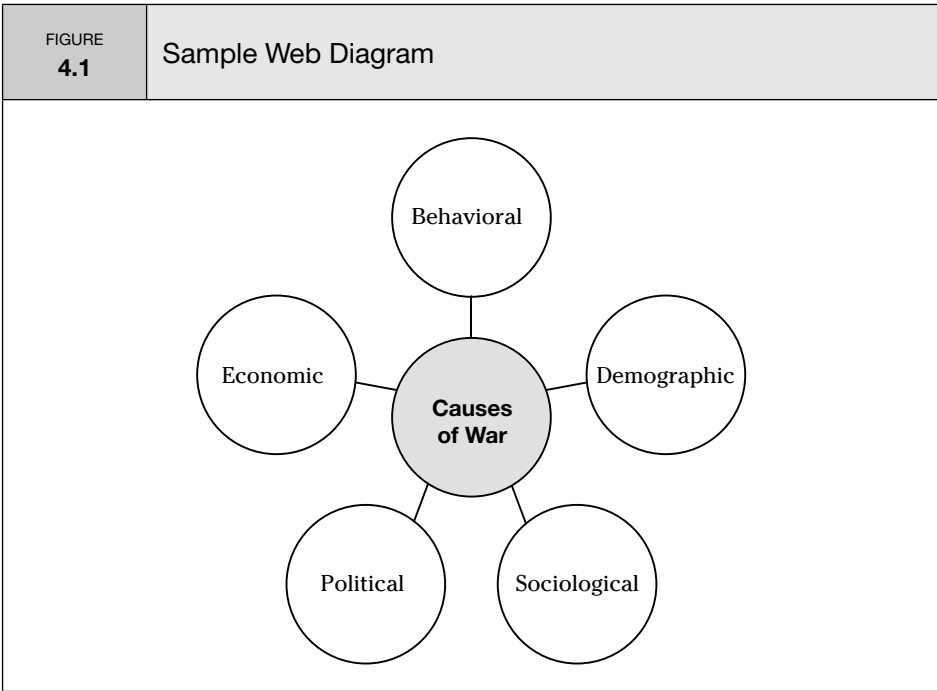 FIGURE
4.1
Sample Web Diagram
Behavioral
Economic
Demographic
Causes
of War
Political
Sociological